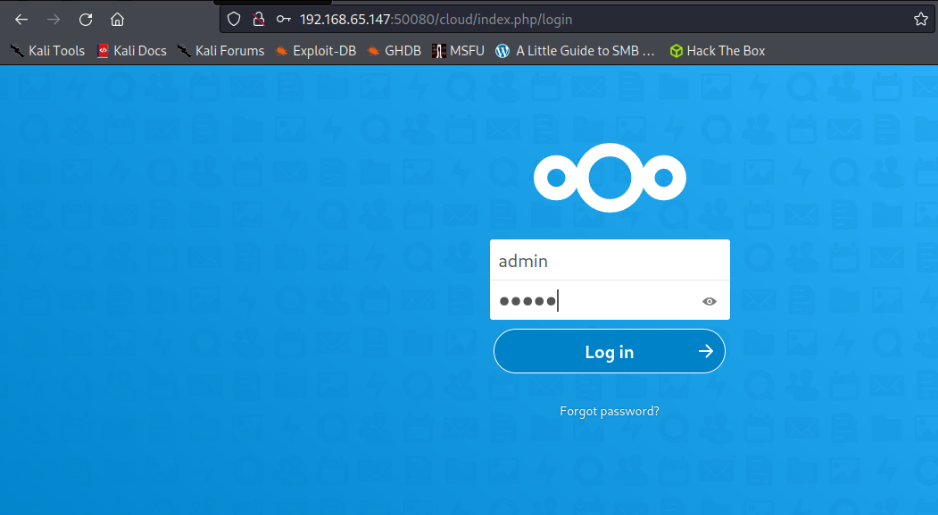 192.168.65.147:50080/cloud/index.php/login
Kali Tools Kali Docs Kali Forums Exploit-DB GHDB MSFU A Little Guide to SMB ... Hack The Box
admin
●●●●●
Log in
Forgot password?